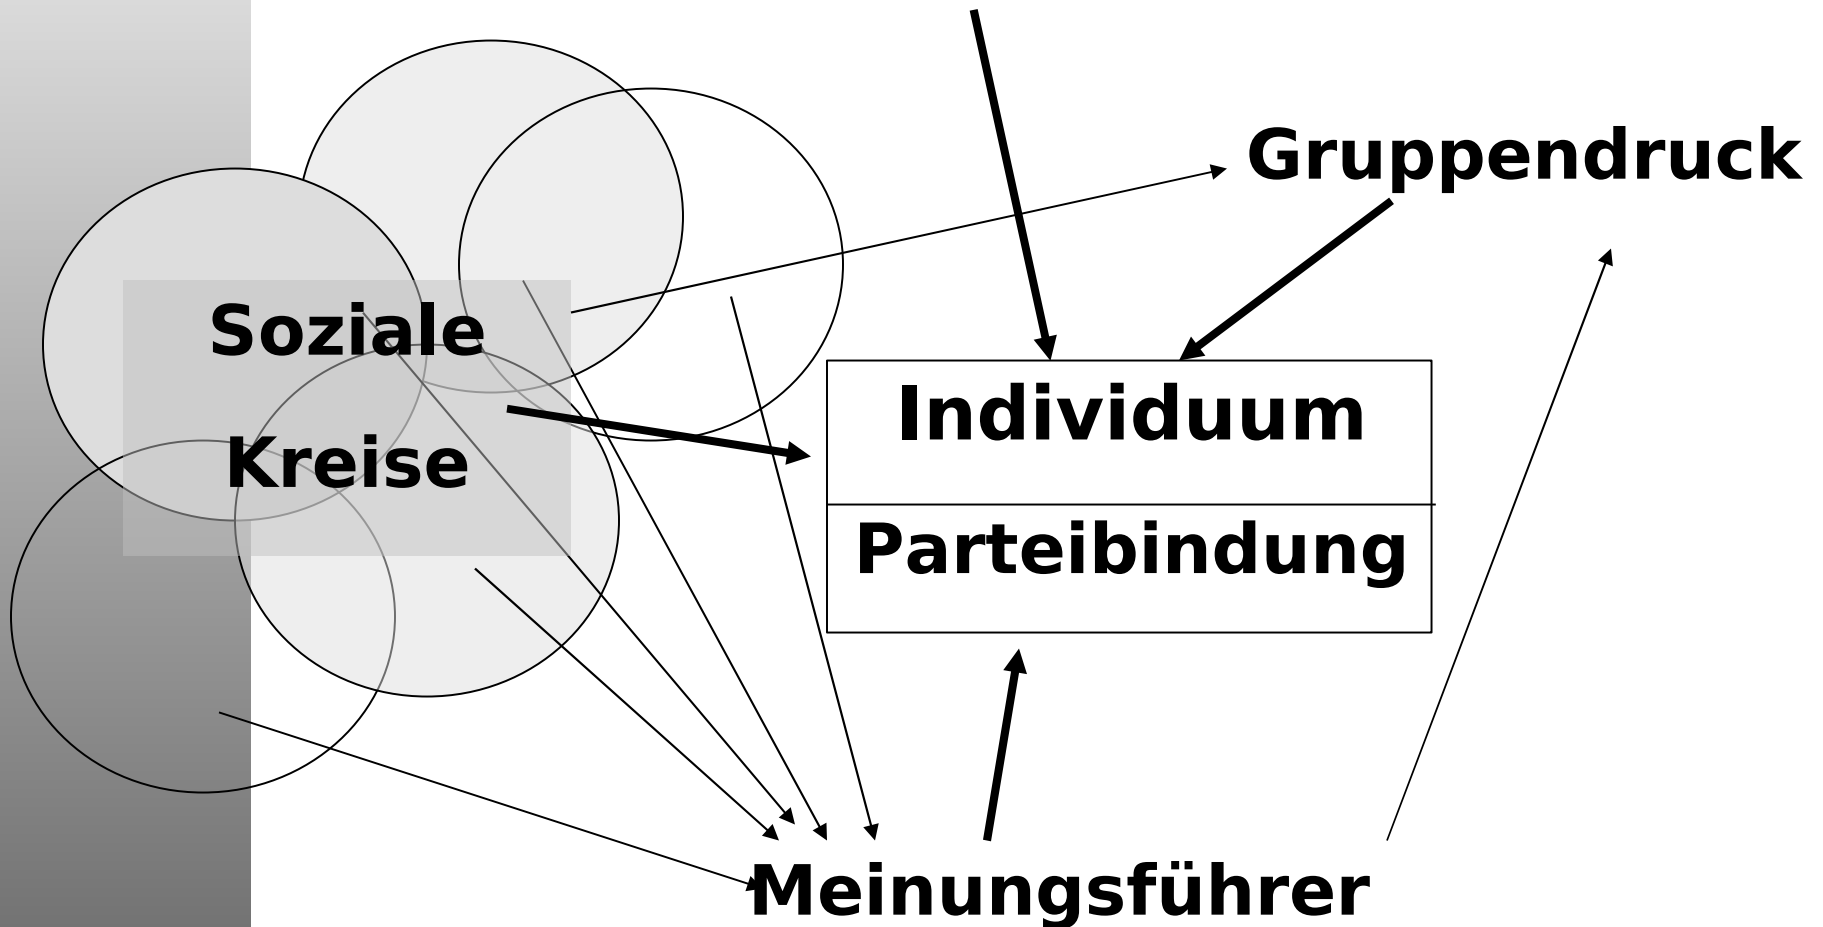 Gruppendruck
Soziale
Kreise
Individuum
Parteibindung
Meinungsführer